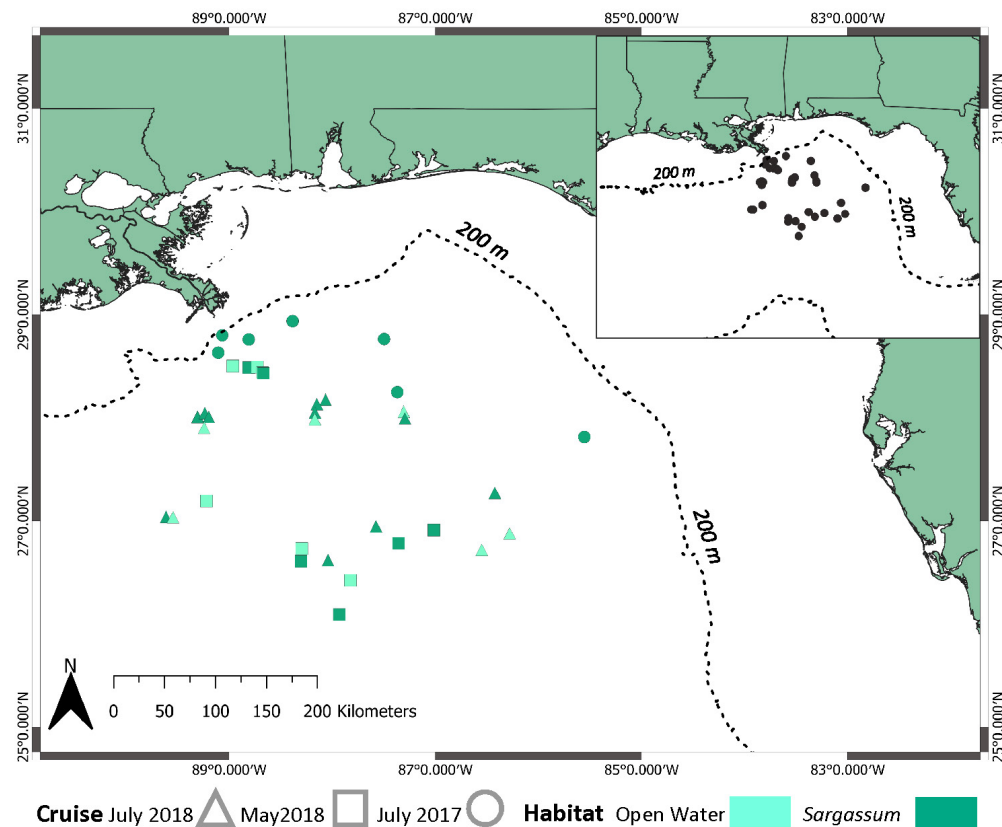 89°0.000'W 87°0.000'W 85°0.000'W 83°0.000'W
31°0.000'N 31°0.000'N
200 m
200 m
200 m
29°0.000'N 29°0.000'N
27°0.000'N 27°0.000'N
200 m
N
0 50 100 150 200 Kilometers
25°0.000'N 25°0.000'N
89°0.000'W 87°0.000'W 85°0.000'W 83°0.000'W
Cruise July 2018 May2018 July 2017 Habitat Open Water Sargassum